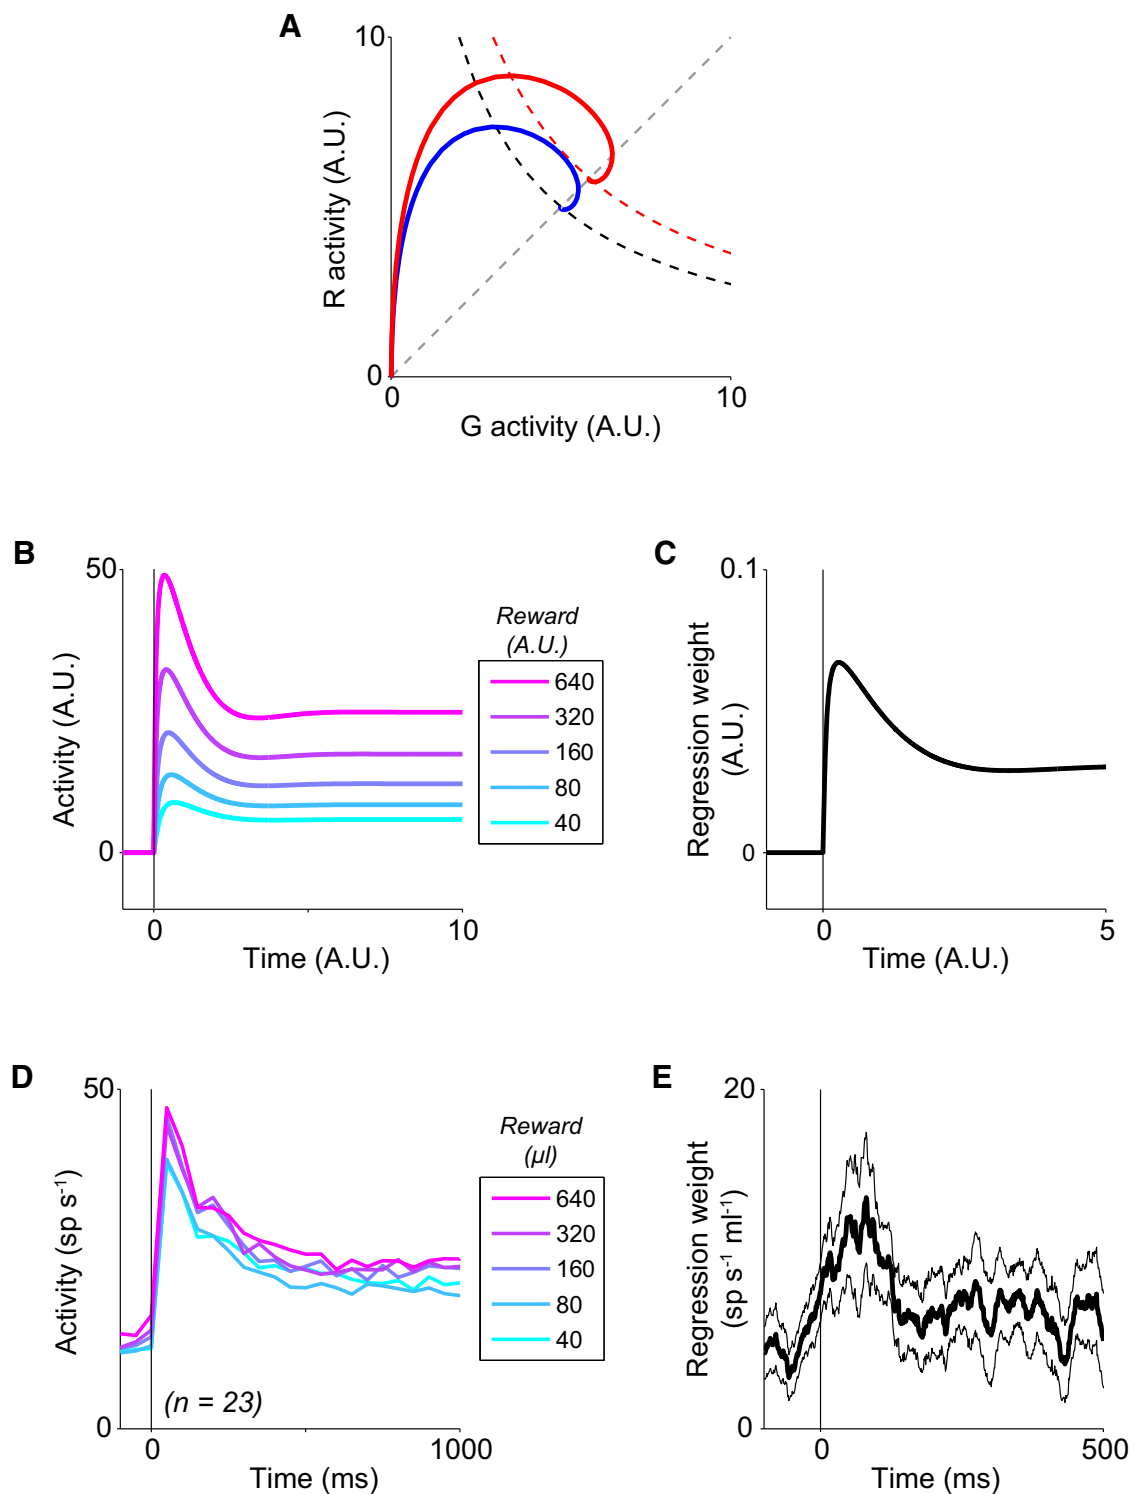 A
10
R activity (A.U.)
0
0
10
G activity (A.U.)
B
50
Activity (A.U.)
0
0
10
Time (A.U.)
Reward
(A.U.)
640
320
160
80
40
C
0.1
Regression weight
(A.U.)
0
0
5
Time (A.U.)
D
50
Activity (sp s⁻¹)
0
(n = 23)
0
1000
Time (ms)
Reward
(µl)
640
320
160
80
40
E
20
Regression weight
(sp s⁻¹ ml⁻¹)
0
0
500
Time (ms)